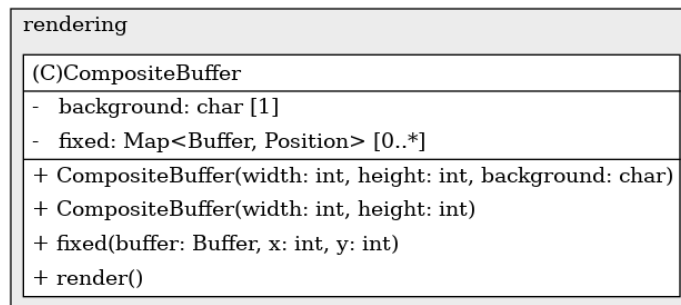 rendering
(C)CompositeBuffer
- background: char [1]
- fixed: Map<Buffer, Position> [0..*]
+ CompositeBuffer(width: int, height: int, background: char)
+ CompositeBuffer(width: int, height: int)
+ fixed(buffer: Buffer, x: int, y: int)
+ render()